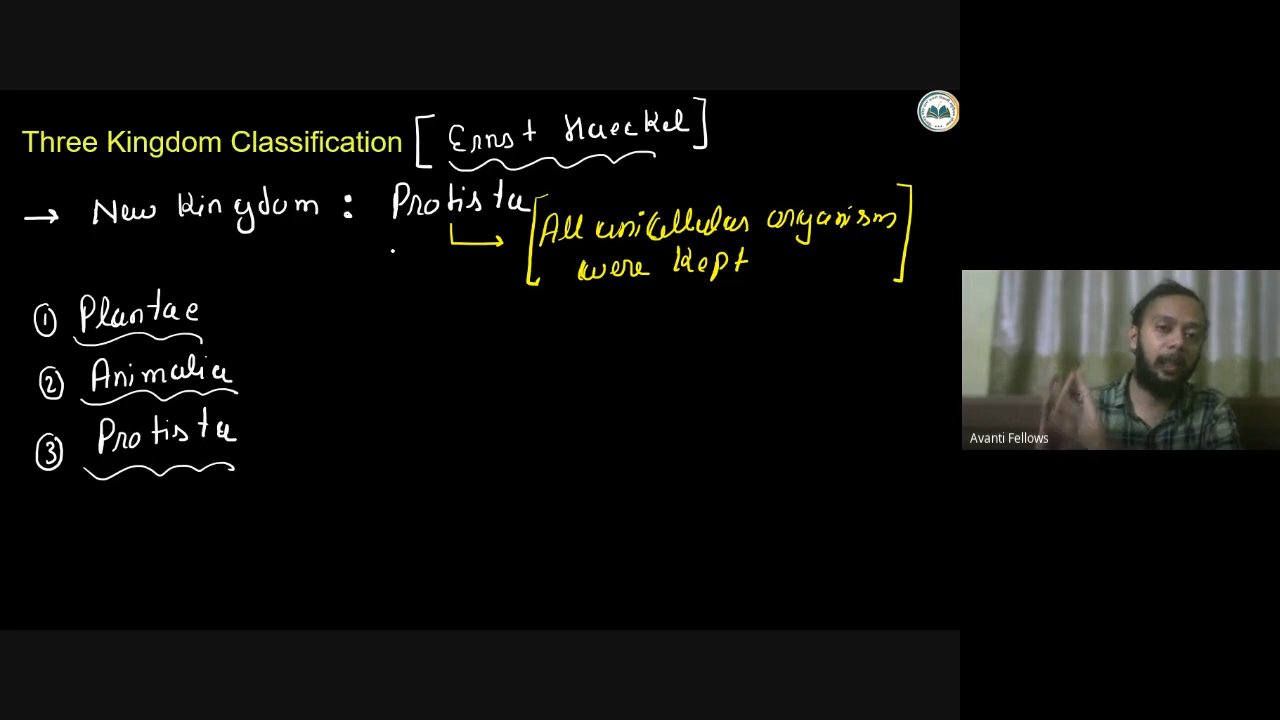 Three Kingdom Classification [Ernst Haeckel]
→ New Kingdom : Protista
[All unicellular organism
were kept]
① Plantae
② Animalia
③ Protista
Avanti Fellows